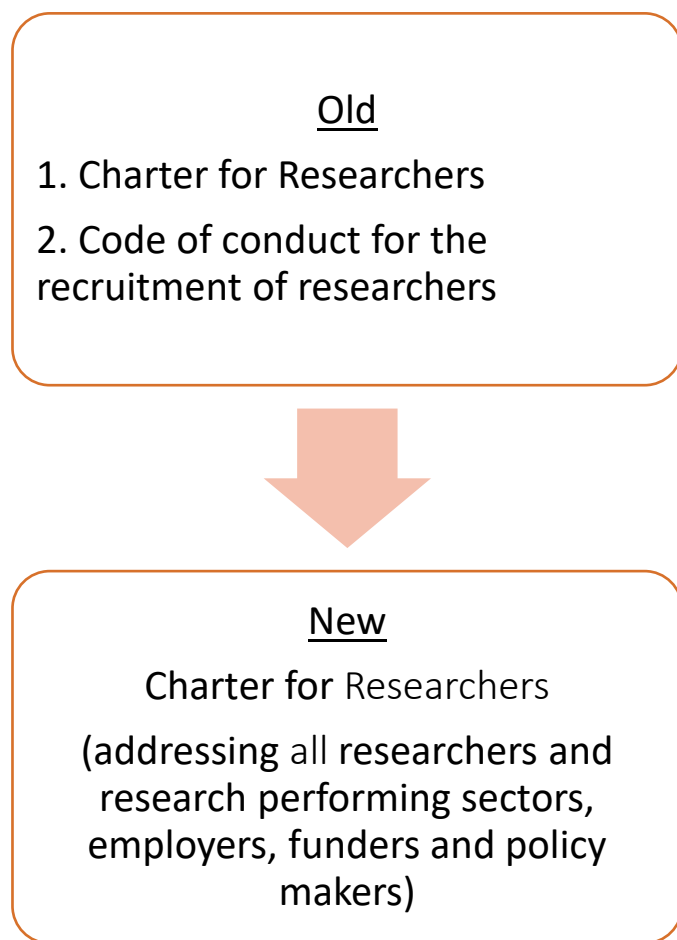 Old
1. Charter for Researchers
2. Code of conduct for the
recruitment of researchers
New
Charter for Researchers
(addressing all researchers and
research performing sectors,
employers, funders and policy
makers)